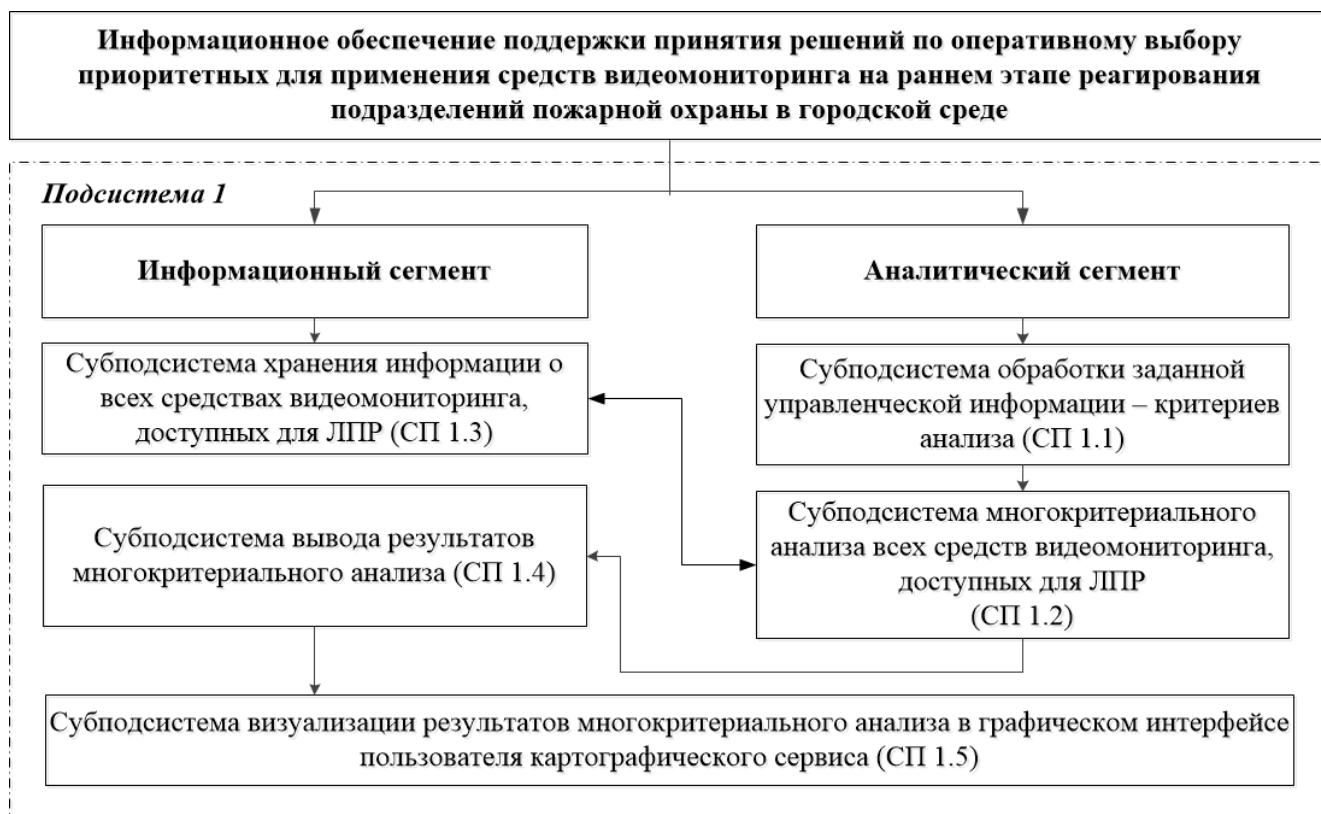 Информационное обеспечение поддержки принятия решений по оперативному выбору
приоритетных для применения средств видеомониторинга на раннем этапе реагирования
подразделений пожарной охраны в городской среде
Подсистема 1
Информационный сегмент
Аналитический сегмент
Субподсистема хранения информации о
всех средствах видеомониторинга,
доступных для ЛПР (СП 1.3)
Субподсистема обработки заданной
управленческой информации – критериев
анализа (СП 1.1)
Субподсистема вывода результатов
многокритериального анализа (СП 1.4)
Субподсистема многокритериального
анализа всех средств видеомониторинга,
доступных для ЛПР
(СП 1.2)
Субподсистема визуализации результатов многокритериального анализа в графическом интерфейсе
пользователя картографического сервиса (СП 1.5)